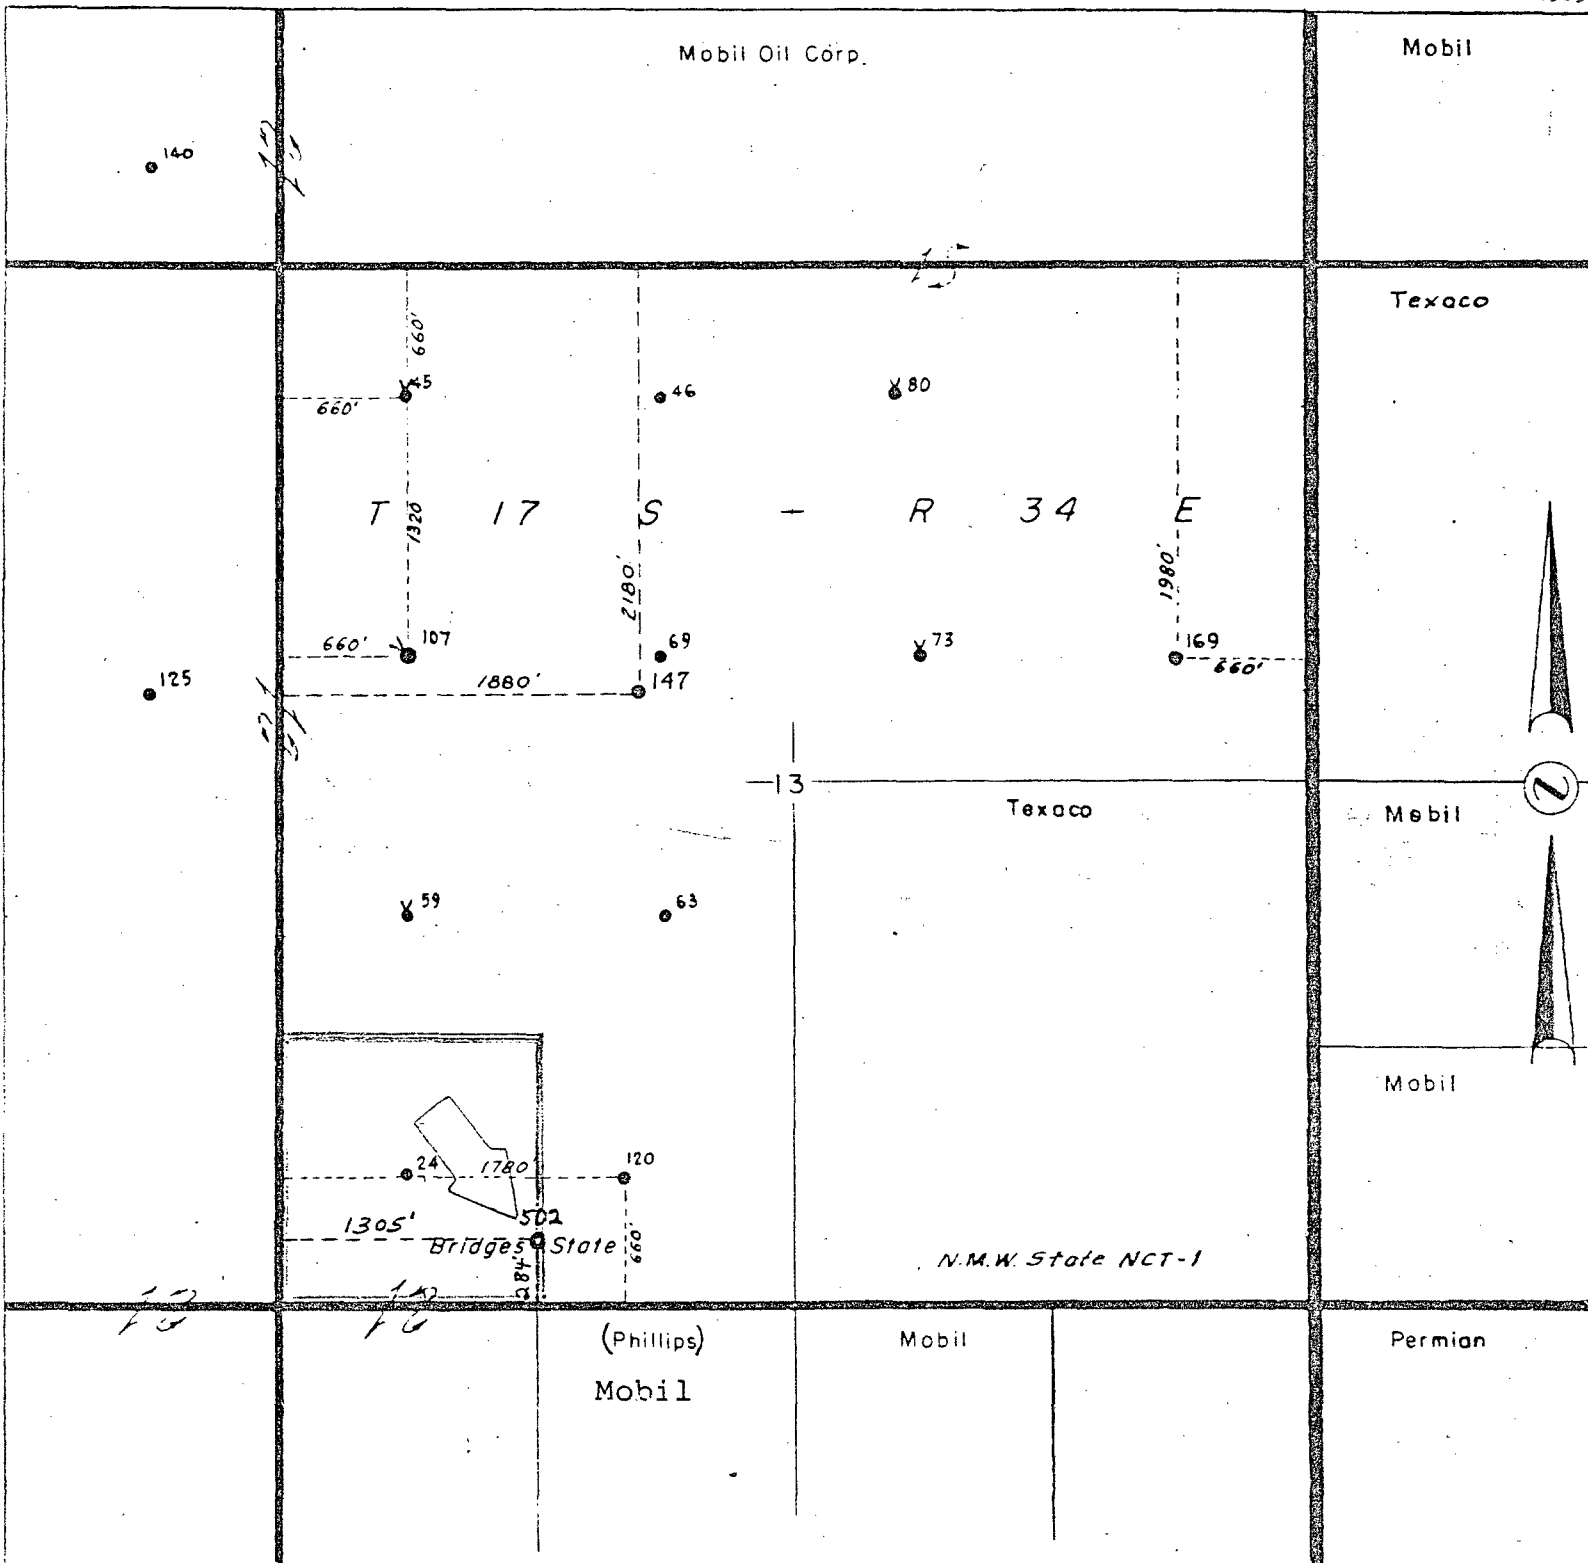 Mobil Oil Corp.
Mobil
140
Texaco
660'
45
660'
46
80
T 17 S - R 34 E
1320
2180'
1980'
660'
107
69
73
169
660'
125
1880'
147
13
Texaco
Mobil
59
63
Mobil
24
1780'
120
502
1305'
Bridges State
660'
284'
N.M.W. State NCT-1
(Phillips)
Mobil
Permian
Mobil